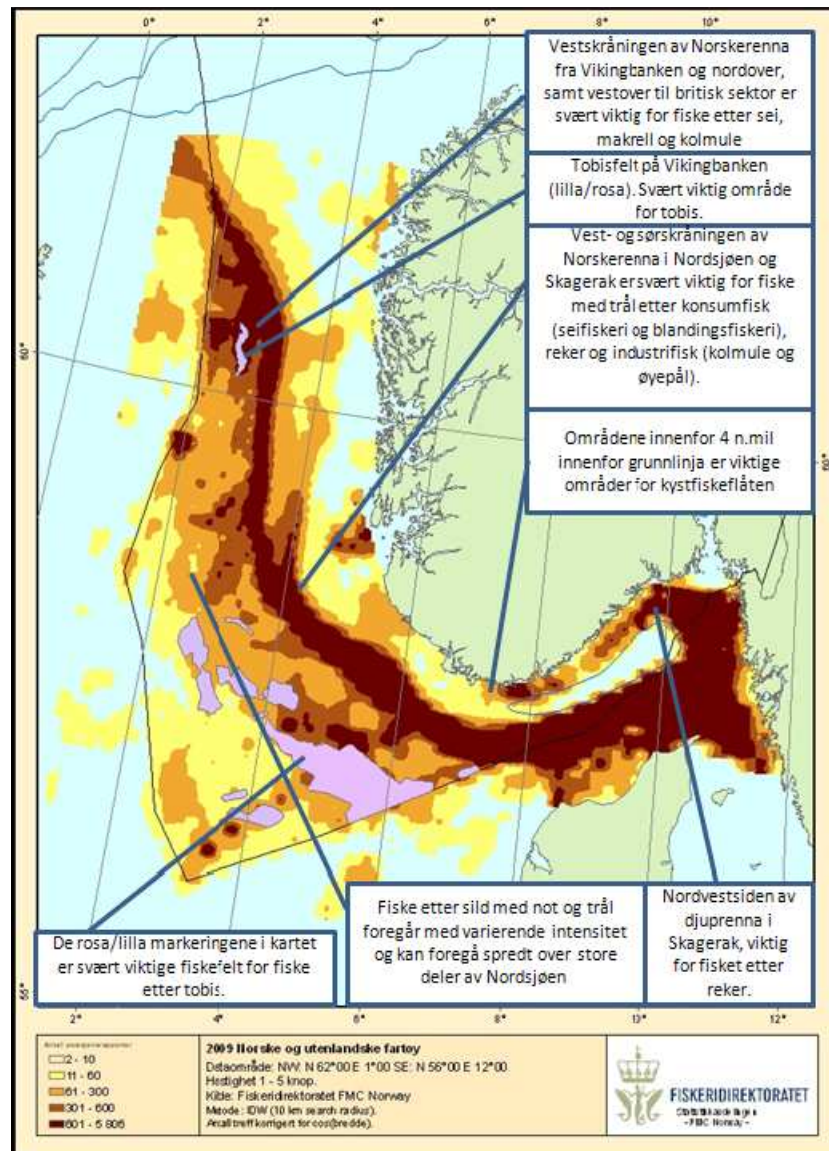 0° 2° 4° 6° 8° 10°
Vestskråningen av Norskerenna
fra Vikingbanken og nordover,
samt vestover til britisk sektor er
svært viktig for fiske etter sei,
makrell og kolmule
Tobisfelt på Vikingbanken
(lilla/rosa). Svært viktig område
for tobis.
Vest- og sørskråningen av
Norskerenna i Nordsjøen og
Skagerak er svært viktig for fiske
med trål etter konsumfisk
(seifiskeri og blandingsfiskeri),
reker og industrifisk (kolmule og
øyepål).
60°
Områdene innenfor 4 n.mil
innenfor grunnlinja er viktige
områder for kystfiskeflåten
De rosa/lilla markeringene i kartet
er svært viktige fiskefelt for fiske
etter tobis.
Fiske etter sild med not og trål
foregår med varierende intensitet
og kan foregå spredt over store
deler av Nordsjøen
Nordvestsiden av
djuprenna i
Skagerak, viktig
for fisket etter
reker.
2° 4° 6° 8° 10° 12°
2 - 10
11 - 60
61 - 300
301 - 600
601 - 5 805
2009 Norske og utenlandske fartøy
Dataområde: NW: N 62°00 E 1°00 SE: N 56°00 E 12°00
Hastighet 1 - 5 knop.
Kilde: Fiskeridirektoratet FMC Norway
Metode: IDW (10 km search radius).
Antall treff korrigert for cos(bredde).
FISKERIDIREKTORATET
Statistikkavdelingen
- FMC Norway -